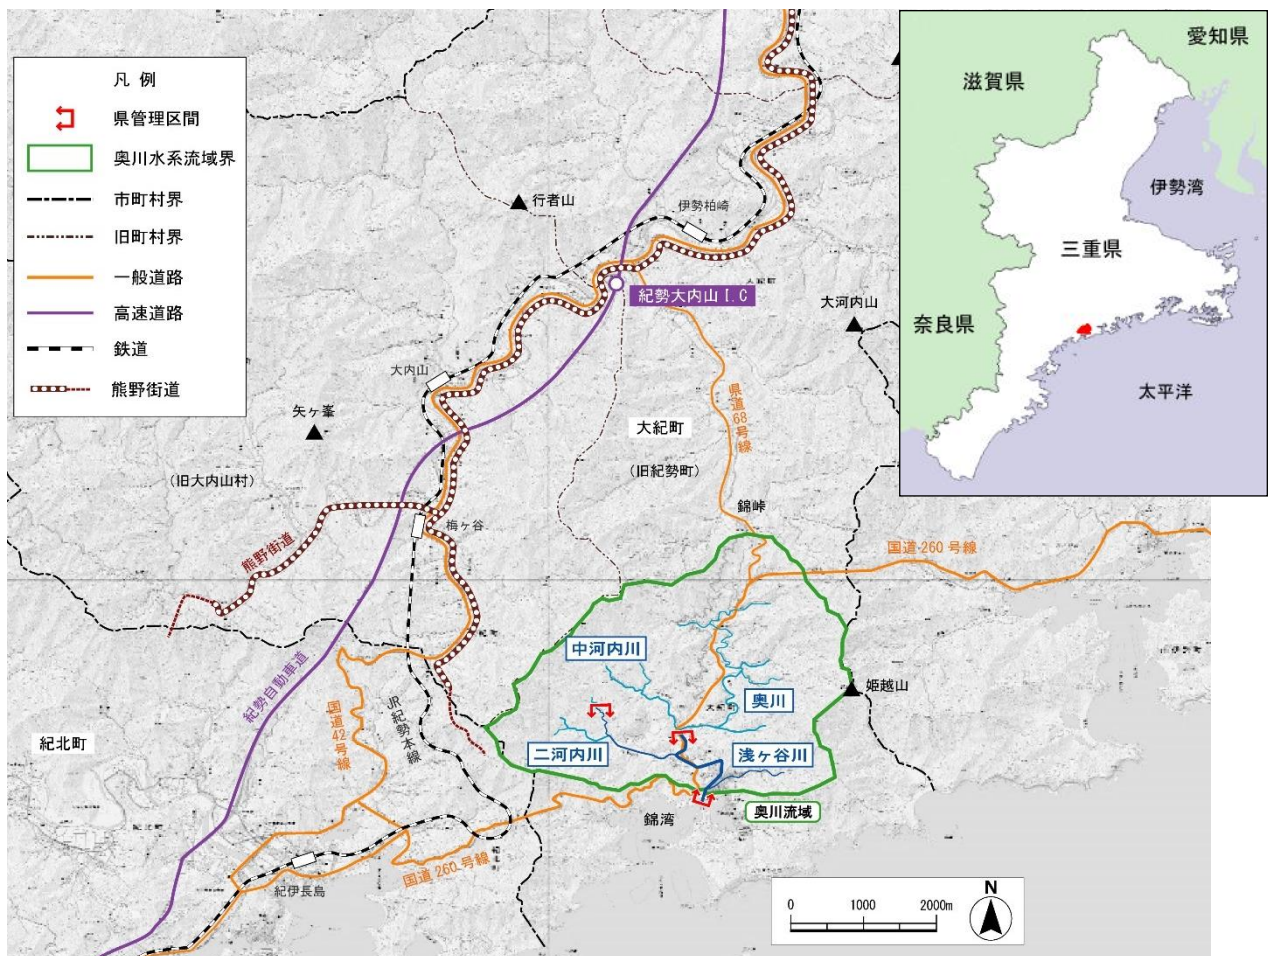 凡 例
県管理区間
奥川水系流域界
市町村界
旧町村界
一般道路
高速道路
鉄道
熊野街道
愛知県
滋賀県
伊勢湾
三重県
奈良県
太平洋
行者山
伊勢柏崎
紀勢大内山I.C
大紀町
大河内山
大内山
矢ヶ峯
県道68号線
大紀町
(旧紀勢町)
(旧大内山村)
錦峠
梅ヶ谷
国道260号線
熊野街道
紀勢自動車道
国道42号線
JR紀勢本線
中河内川
奥川
姫越山
大紀町
紀北町
二河内川
浅ヶ谷川
奥川流域
錦湾
国道260号線
紀伊長島
N
0 1000 2000m